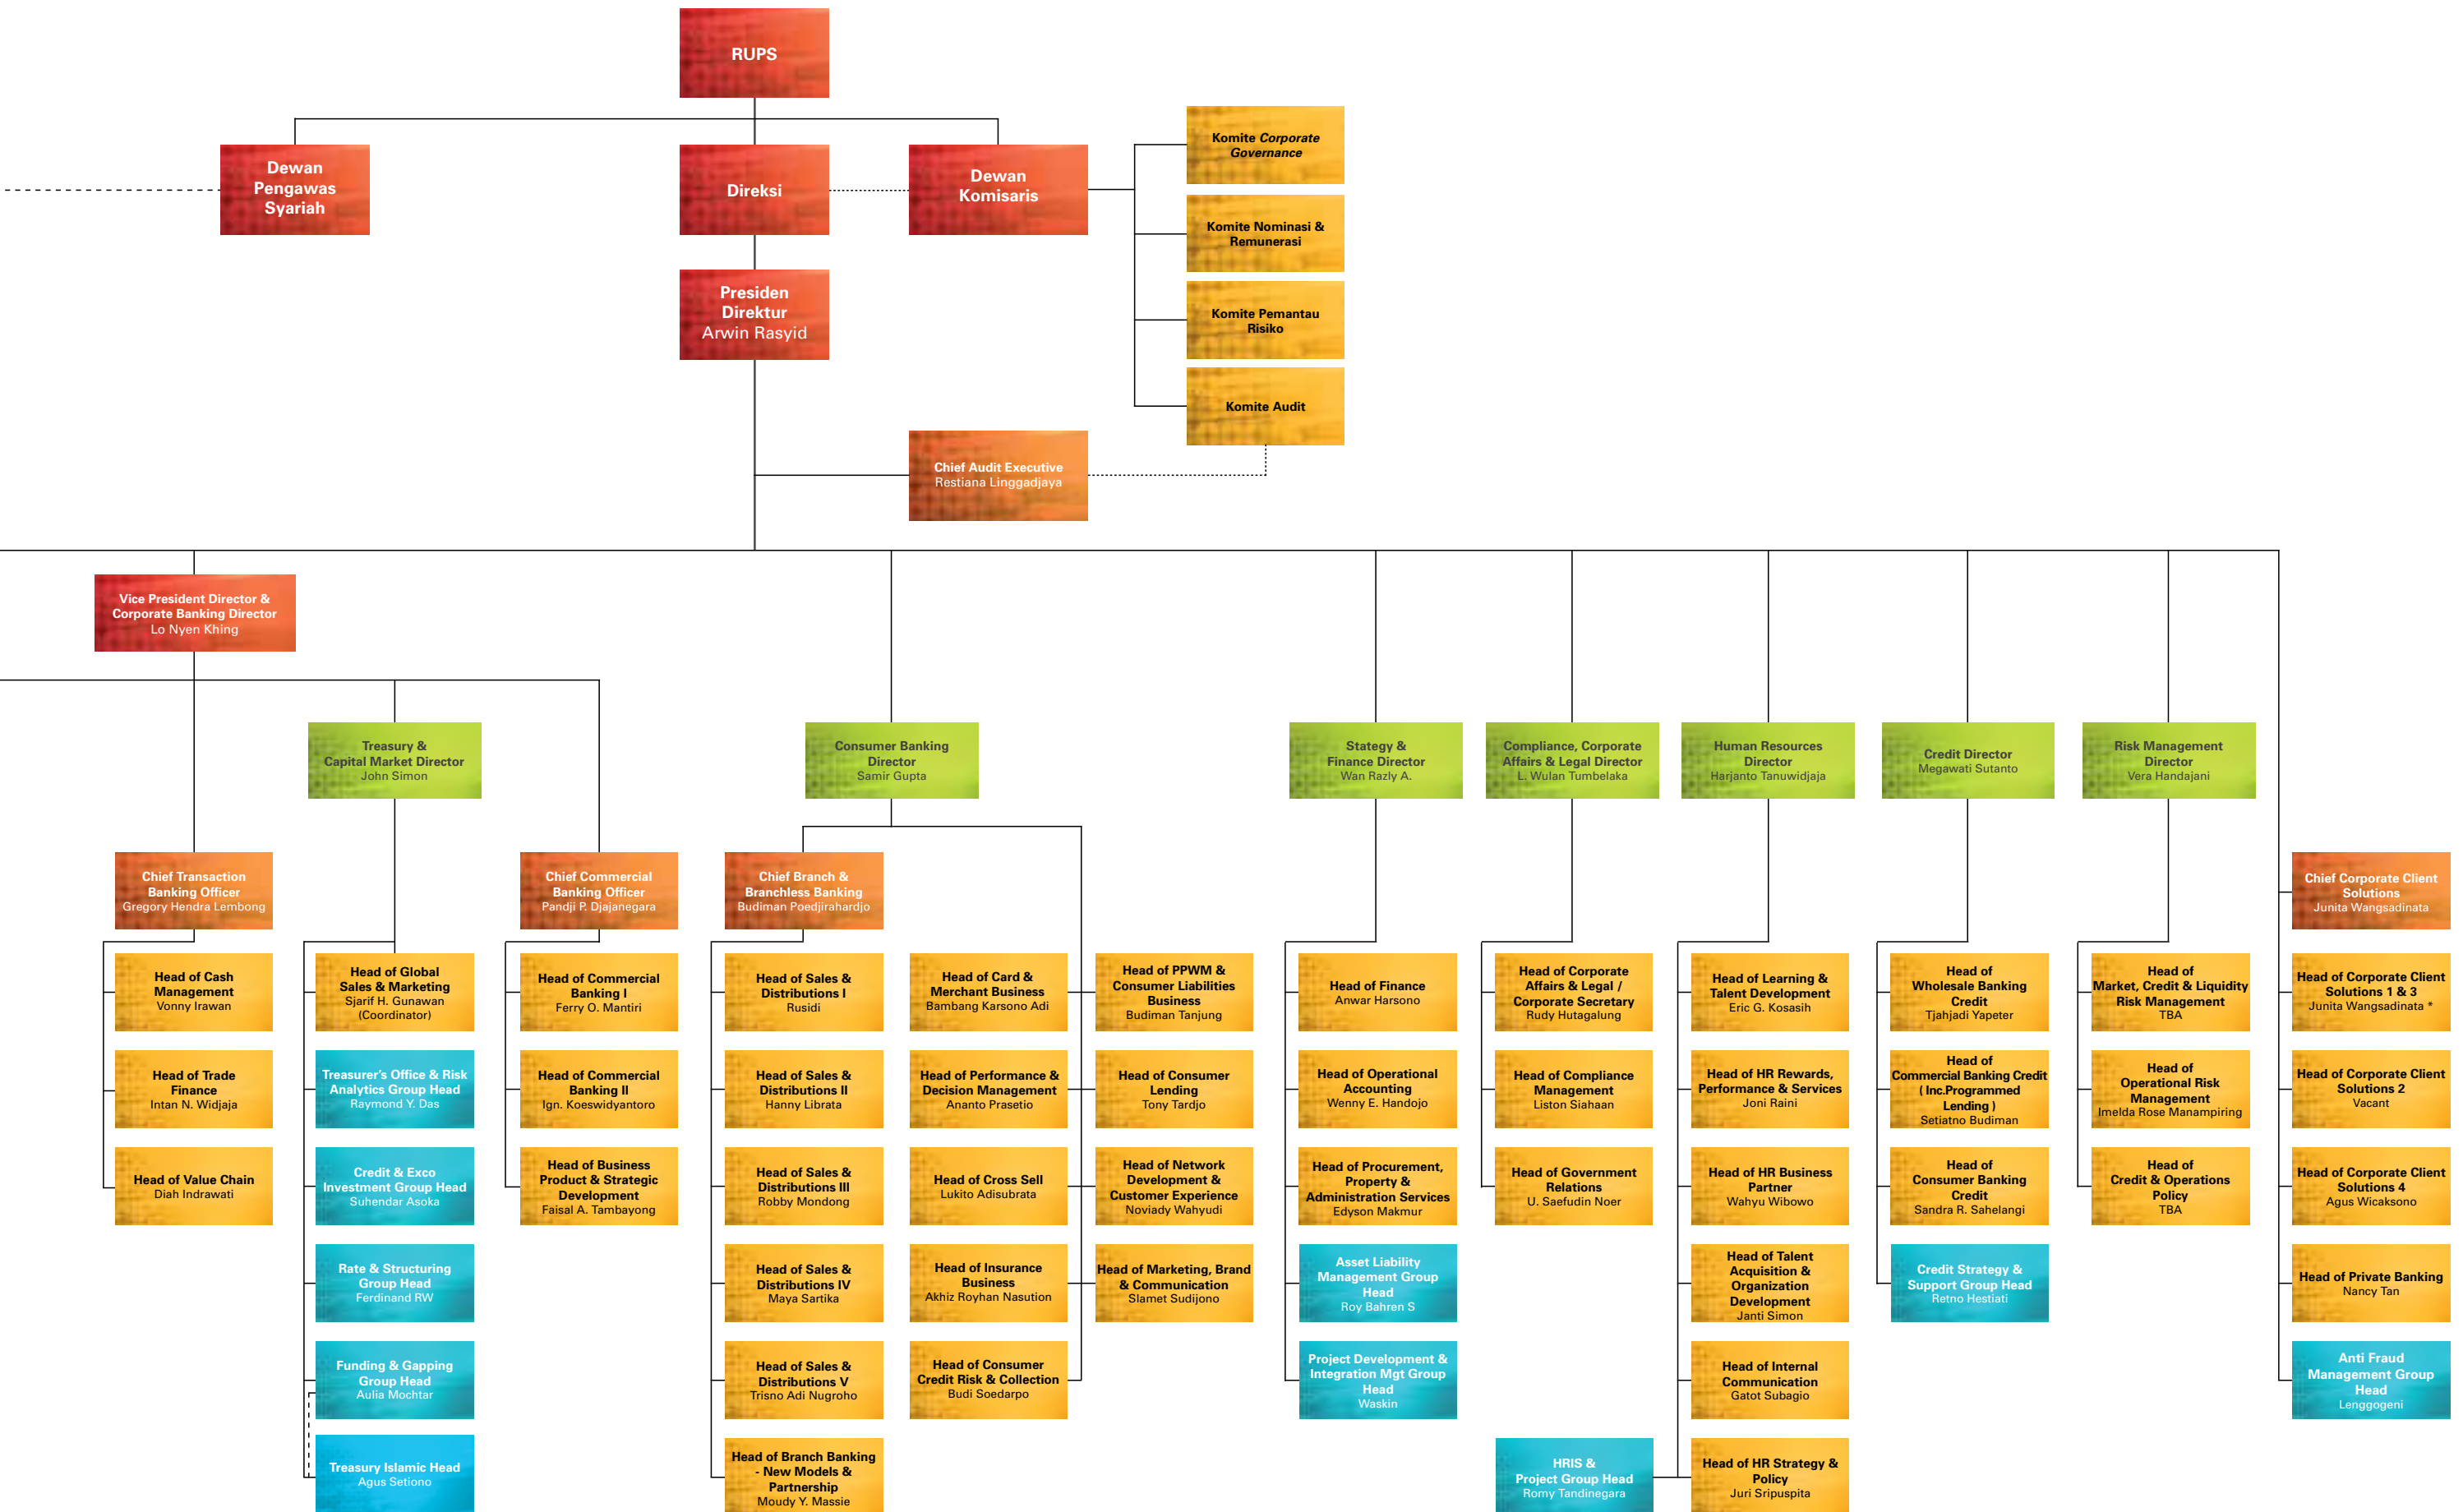 RUPS
Dewan
Pengawas
Syariah
Direksi
Dewan
Komisaris
Komite Corporate
Governance
Komite Nominasi &
Remunerasi
Komite Pemantau
Risiko
Komite Audit
Presiden
Direktur
Arwin Rasyid
Chief Audit Executive
Restiana Linggadjaya
Vice President Director &
Corporate Banking Director
Lo Nyen Khing
Treasury &
Capital Market Director
John Simon
Consumer Banking
Director
Samir Gupta
Stategy &
Finance Director
Wan Razly A.
Compliance, Corporate
Affairs & Legal Director
L. Wulan Tumbelaka
Human Resources
Director
Harjanto Tanuwidjaja
Credit Director
Megawati Sutanto
Risk Management
Director
Vera Handajani
Chief Transaction
Banking Officer
Gregory Hendra Lembong
Chief Commercial
Banking Officer
Pandji P. Djajanegara
Chief Branch &
Branchless Banking
Budiman Poedjirahardjo
Chief Corporate Client
Solutions
Junita Wangsadinata
Head of Cash
Management
Vonny Irawan
Head of Trade
Finance
Intan N. Widjaja
Head of Value Chain
Diah Indrawati
Head of Global
Sales & Marketing
Sjarif H. Gunawan
(Coordinator)
Treasurer's Office & Risk
Analytics Group Head
Raymond Y. Das
Credit & Exco
Investment Group Head
Suhendar Asoka
Rate & Structuring
Group Head
Ferdinand RW
Funding & Gapping
Group Head
Aulia Mochtar
Treasury Islamic Head
Agus Setiono
Head of Commercial
Banking I
Ferry O. Mantiri
Head of Commercial
Banking II
Ign. Koeswidyantoro
Head of Business
Product & Strategic
Development
Faisal A. Tambayong
Head of Sales &
Distributions I
Rusidi
Head of Sales &
Distributions II
Hanny Librata
Head of Sales &
Distributions III
Robby Mondong
Head of Sales &
Distributions IV
Maya Sartika
Head of Sales &
Distributions V
Trisno Adi Nugroho
Head of Branch Banking
- New Models &
Partnership
Moudy Y. Massie
Head of Card &
Merchant Business
Bambang Karsono Adi
Head of Performance &
Decision Management
Ananto Prasetio
Head of Cross Sell
Lukito Adisubrata
Head of Insurance
Business
Akhiz Royhan Nasution
Head of Consumer
Credit Risk & Collection
Budi Soedarpo
Head of PPWM &
Consumer Liabilities
Business
Budiman Tanjung
Head of Consumer
Lending
Tony Tardjo
Head of Network
Development &
Customer Experience
Noviady Wahyudi
Head of Marketing, Brand
& Communication
Slamet Sudijono
Head of Finance
Anwar Harsono
Head of Operational
Accounting
Wenny E. Handojo
Head of Procurement,
Property &
Administration Services
Edyson Makmur
Asset Liability
Management Group
Head
Roy Bahren S
Project Development &
Integration Mgt Group
Head
Waskin
Head of Corporate
Affairs & Legal /
Corporate Secretary
Rudy Hutagalung
Head of Compliance
Management
Liston Siahaan
Head of Government
Relations
U. Saefudin Noer
HRIS &
Project Group Head
Romy Tandinegara
Head of Learning &
Talent Development
Eric G. Kosasih
Head of HR Rewards,
Performance & Services
Joni Raini
Head of HR Business
Partner
Wahyu Wibowo
Head of Talent
Acquisition &
Organization
Development
Janti Simon
Head of Internal
Communication
Gatot Subagio
Head of HR Strategy &
Policy
Juri Sripuspita
Head of
Wholesale Banking
Credit
Tjahjadi Yapeter
Head of
Commercial Banking Credit
( Inc.Programmed
Lending )
Setiatno Budiman
Head of
Consumer Banking
Credit
Sandra R. Sahelangi
Credit Strategy &
Support Group Head
Retno Hestiati
Head of
Market, Credit & Liquidity
Risk Management
TBA
Head of
Operational Risk
Management
Imelda Rose Manampiring
Head of
Credit & Operations
Policy
TBA
Head of Corporate Client
Solutions 1 & 3
Junita Wangsadinata *
Head of Corporate Client
Solutions 2
Vacant
Head of Corporate Client
Solutions 4
Agus Wicaksono
Head of Private Banking
Nancy Tan
Anti Fraud
Management Group
Head
Lenggogeni